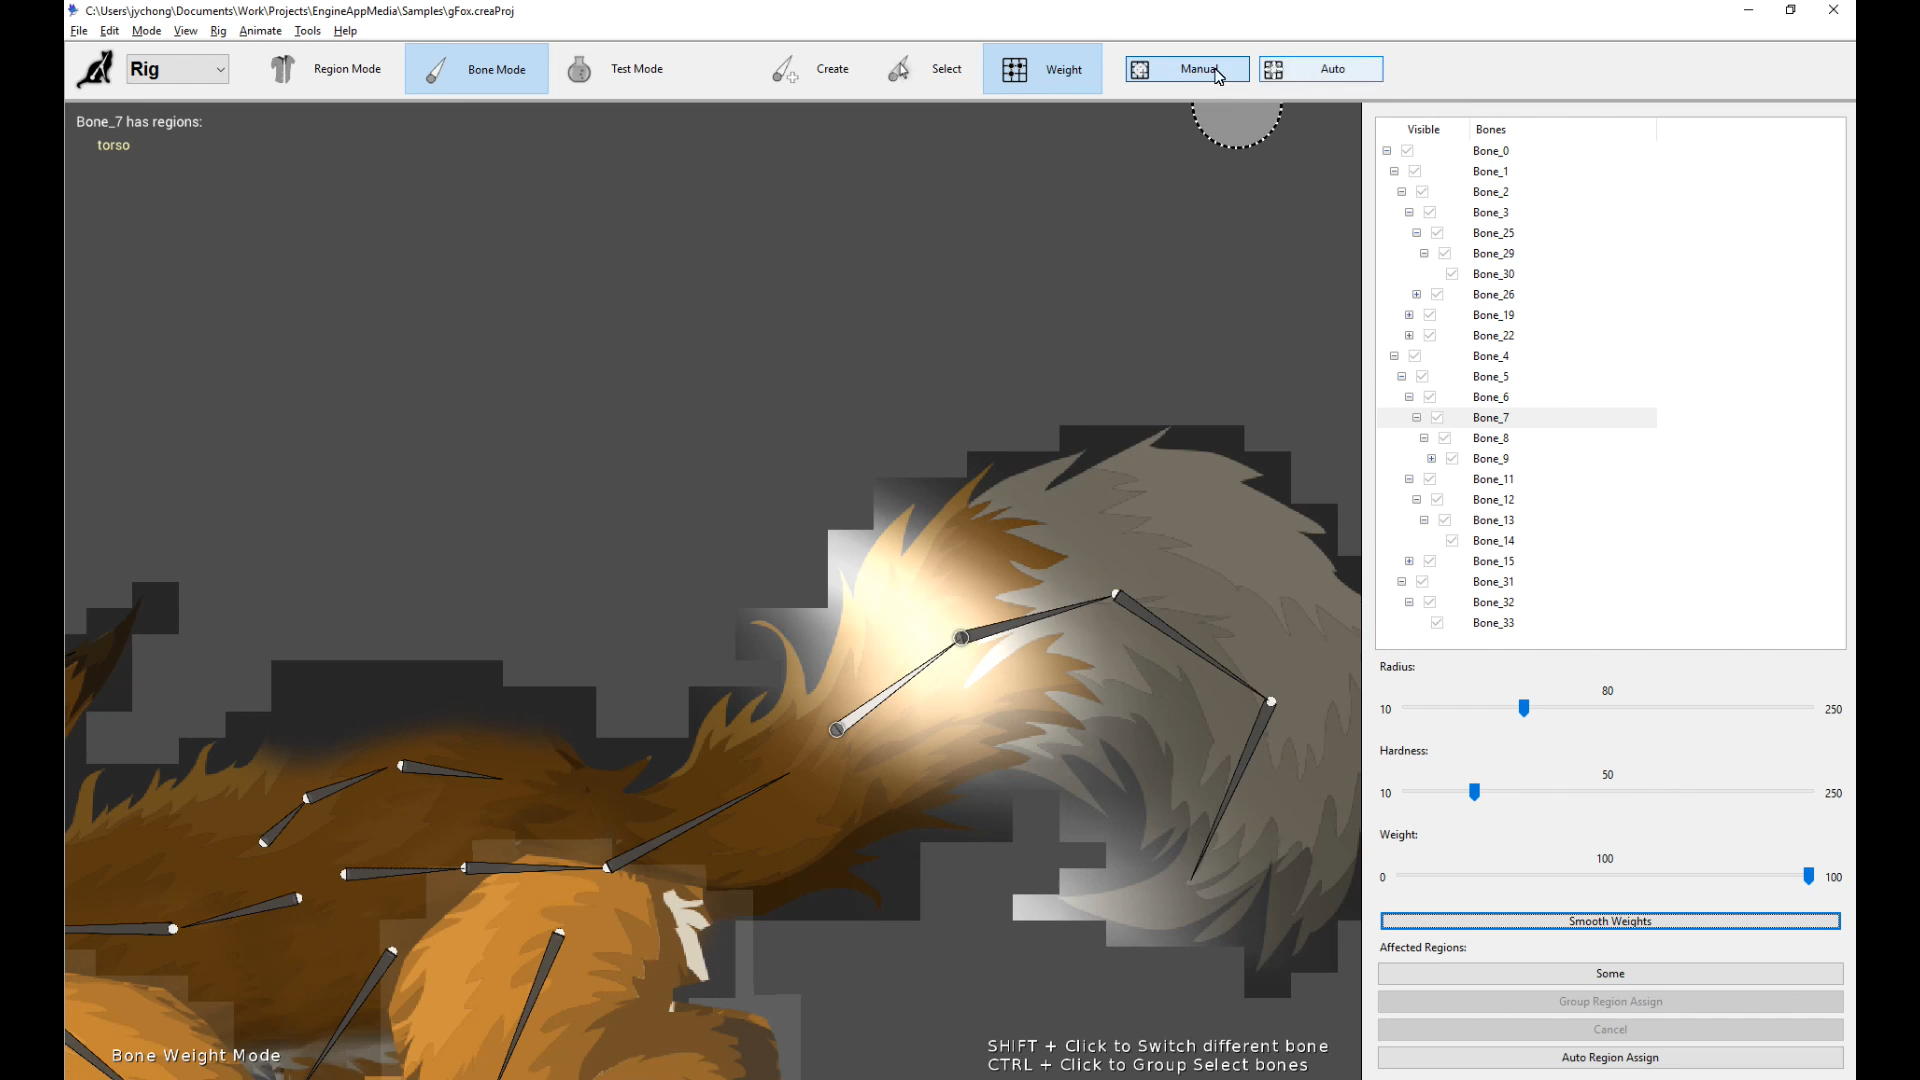 C:\Users\jychong\Documents\Work\Projects\EngineAppMedia\Samples\gFox.creaProj
File Edit Mode View Rig Animate Tools Help
Rig Region Mode Bone Mode Test Mode Create Select Weight Manual Auto
Bone_7 has regions:
torso
Bone Weight Mode
SHIFT + Click to Switch different bone
CTRL + Click to Group Select bones
Visible Bones
Bone_0
Bone_1
Bone_2
Bone_3
Bone_25
Bone_29
Bone_30
Bone_26
Bone_19
Bone_22
Bone_4
Bone_5
Bone_6
Bone_7
Bone_8
Bone_9
Bone_11
Bone_12
Bone_13
Bone_14
Bone_15
Bone_31
Bone_32
Bone_33
Radius:
80
10 250
Hardness:
50
10 250
Weight:
100
0 100
Smooth Weights
Affected Regions:
Some
Group Region Assign
Cancel
Auto Region Assign